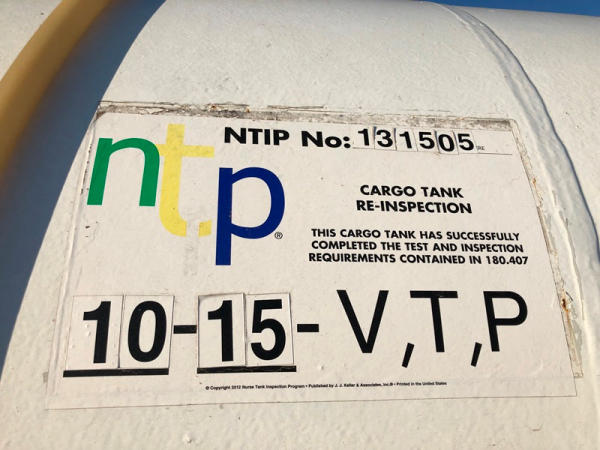 ntp®
NTIP No: 131505
CARGO TANK
RE-INSPECTION
THIS CARGO TANK HAS SUCCESSFULLY
COMPLETED THE TEST AND INSPECTION
REQUIREMENTS CONTAINED IN 180.407
10-15-V,T,P
© Copyright 2012 Nurse Tank Inspection Program • Published by J. J. Keller & Associates, Inc.® • Printed in the United States